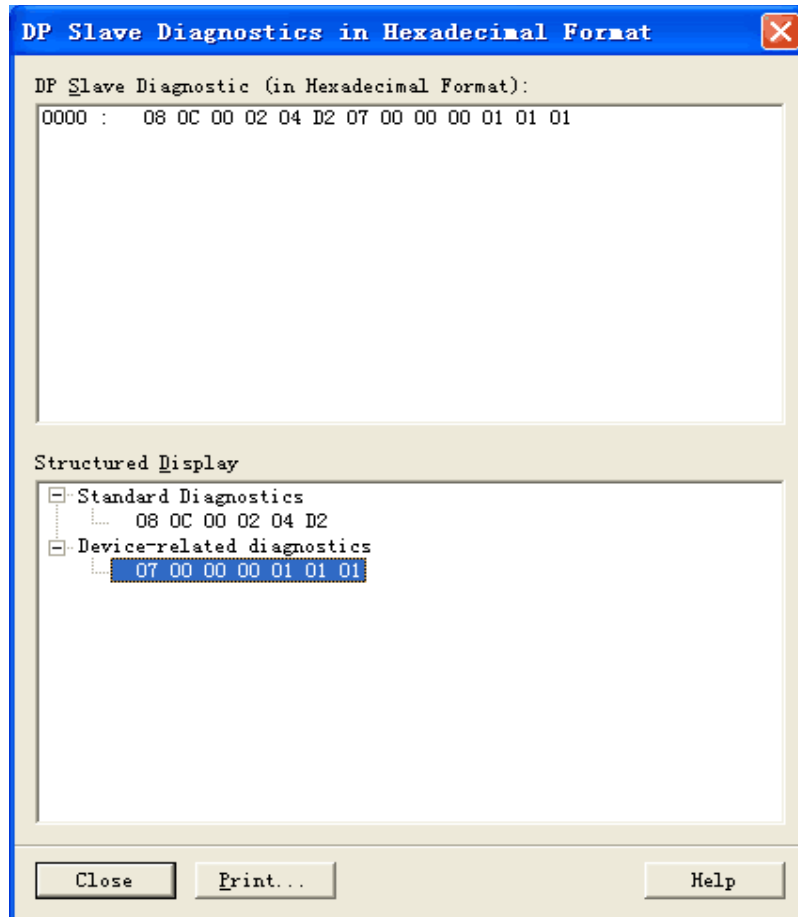 DP Slave Diagnostics in Hexadecimal Format
DP Slave Diagnostic (in Hexadecimal Format):
0000 : 08 0C 00 02 04 D2 07 00 00 00 01 01 01
Structured Display
Standard Diagnostics
08 0C 00 02 04 D2
Device-related diagnostics
07 00 00 00 01 01 01
Close Print... Help